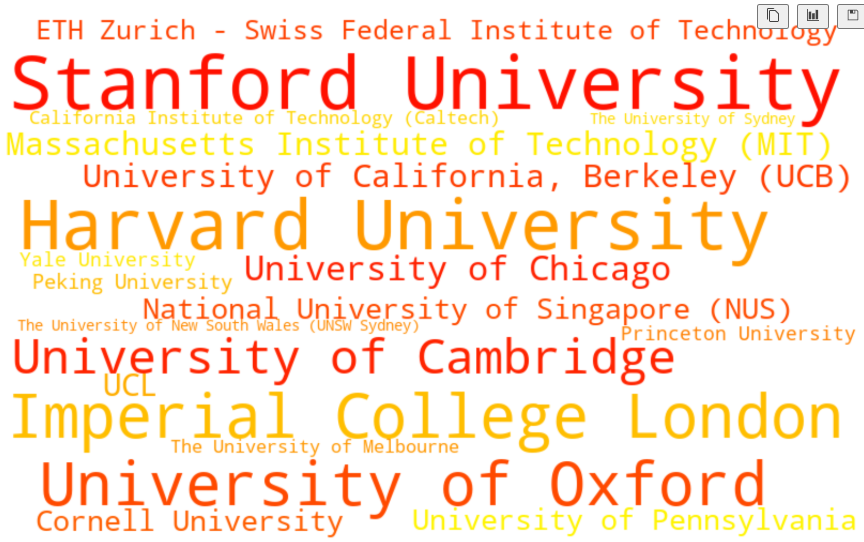 ETH Zurich - Swiss Federal Institute of Technology
Stanford University
California Institute of Technology (Caltech)
The University of Sydney
Massachusetts Institute of Technology (MIT)
University of California, Berkeley (UCB)
Harvard University
Yale University
University of Chicago
Peking University
National University of Singapore (NUS)
The University of New South Wales (UNSW Sydney)
Princeton University
University of Cambridge
UCL
Imperial College London
The University of Melbourne
University of Oxford
Cornell University
University of Pennsylvania